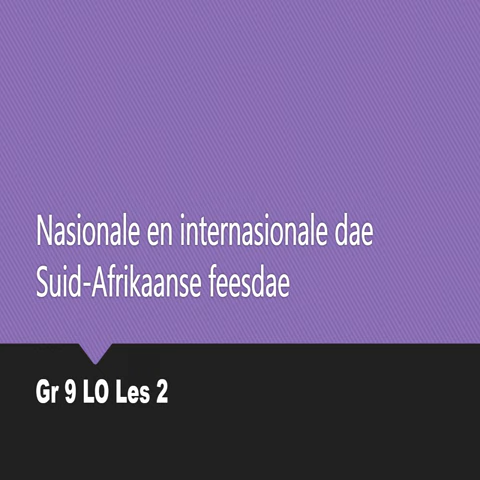 Nasionale en internasionale dae
Suid-Afrikaanse feesdae
Gr 9 LO Les 2